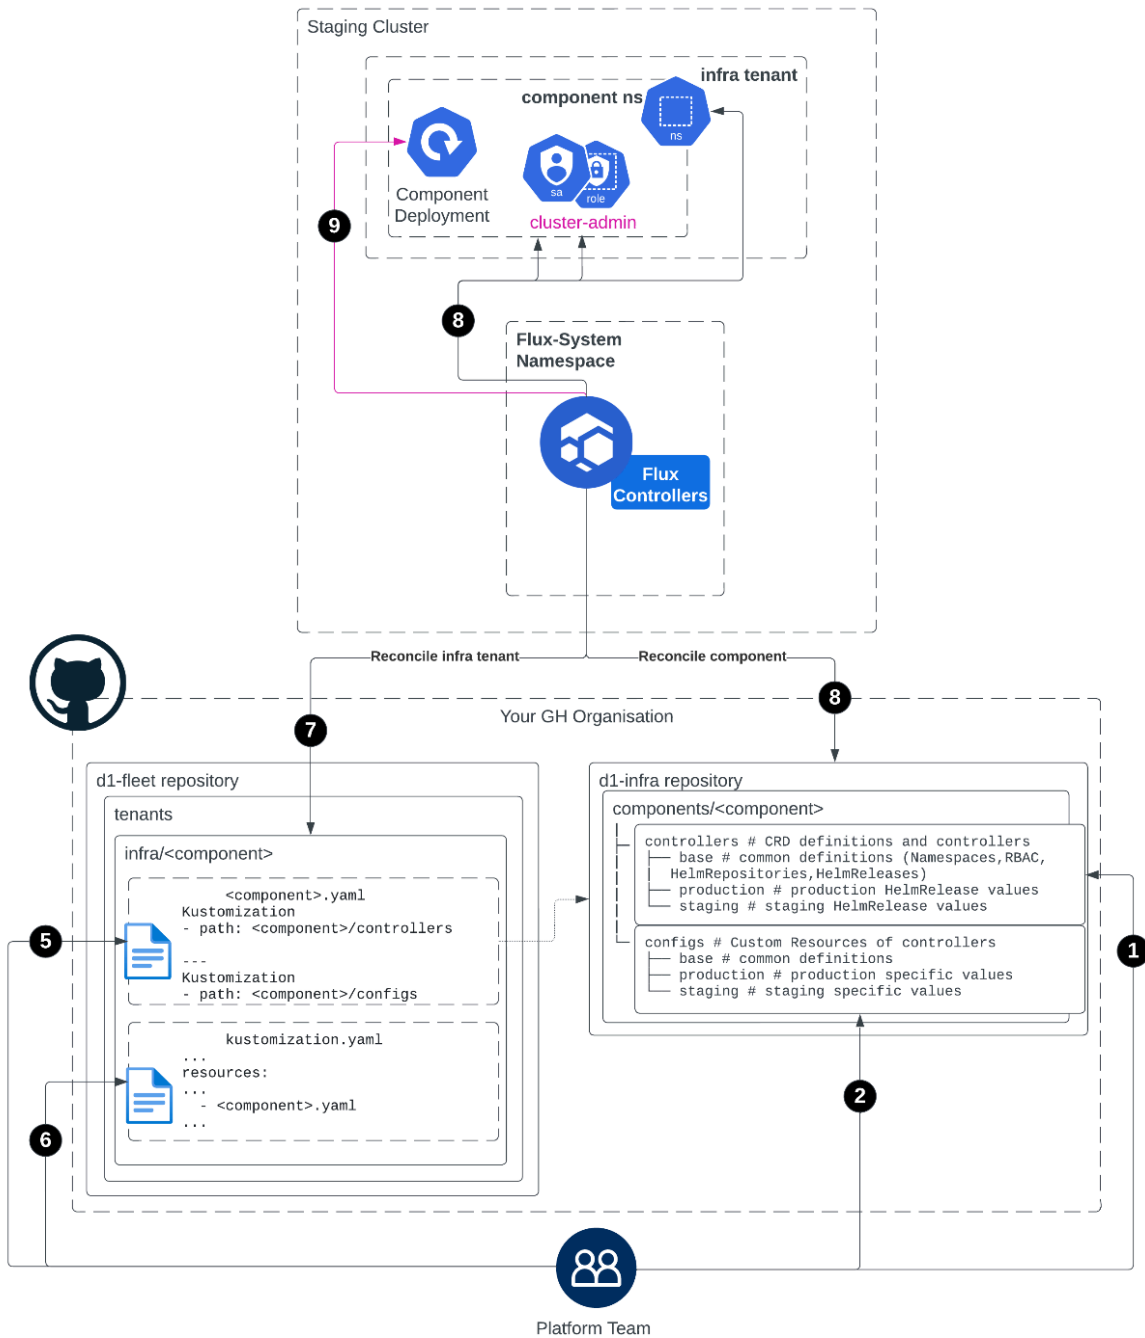 Staging Cluster
infra tenant
component ns
ns
Component
Deployment
sa
role
cluster-admin
9
8
Flux-System
Namespace
Flux
Controllers
Reconcile infra tenant
Reconcile component
8
7
Your GH Organisation
d1-fleet repository
tenants
infra/<component>
<component>.yaml
Kustomization
- path: <component>/controllers
---
Kustomization
- path: <component>/configs
kustomization.yaml
...
resources:
...
- <component>.yaml
...
5
6
d1-infra repository
components/<component>
controllers # CRD definitions and controllers
base # common definitions (Namespaces,RBAC,
HelmRepositories,HelmReleases)
production # production HelmRelease values
staging # staging HelmRelease values
configs # Custom Resources of controllers
base # common definitions
production # production specific values
staging # staging specific values
1
2
Platform Team